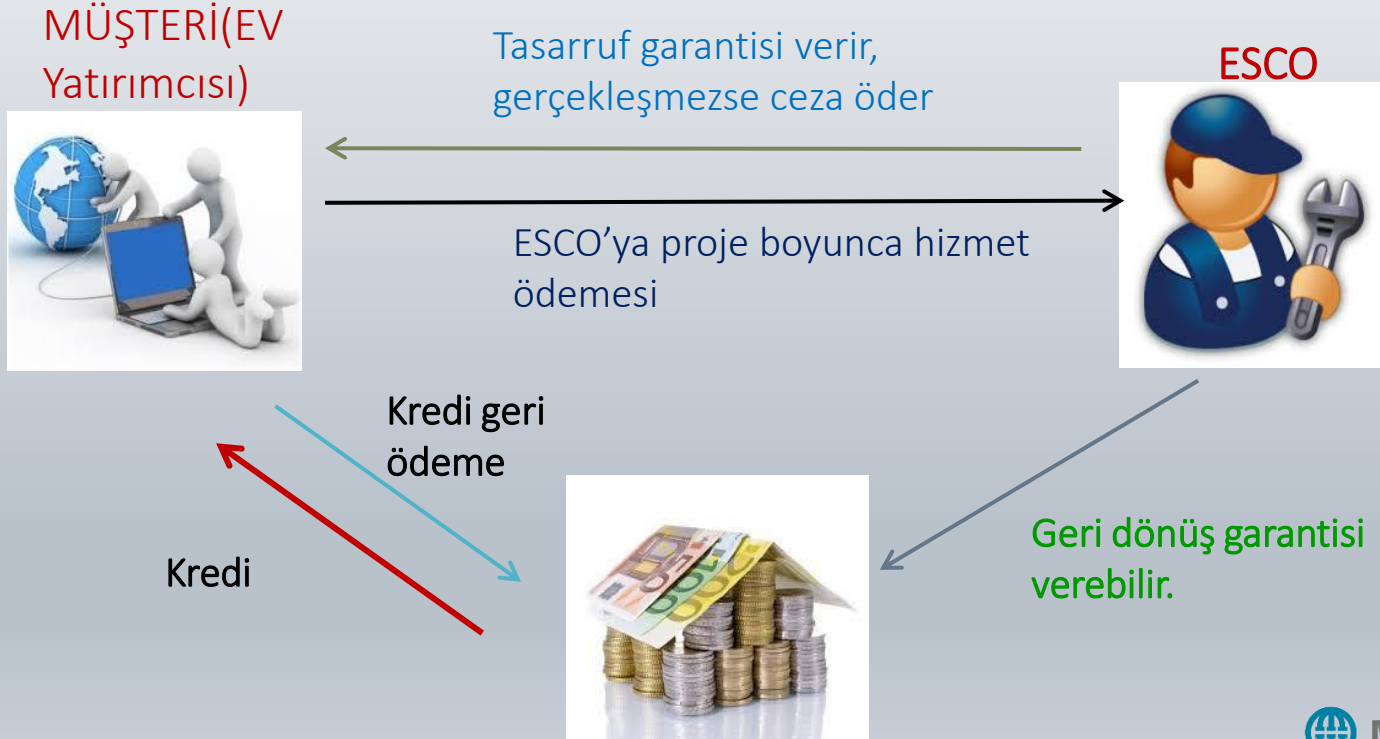 MÜŞTERİ(EV
Yatırımcısı)
Tasarruf garantisi verir,
gerçekleşmezse ceza öder
ESCO
ESCO’ya proje boyunca hizmet
ödemesi
Kredi geri
ödeme
Kredi
Geri dönüş garantisi
verebilir.